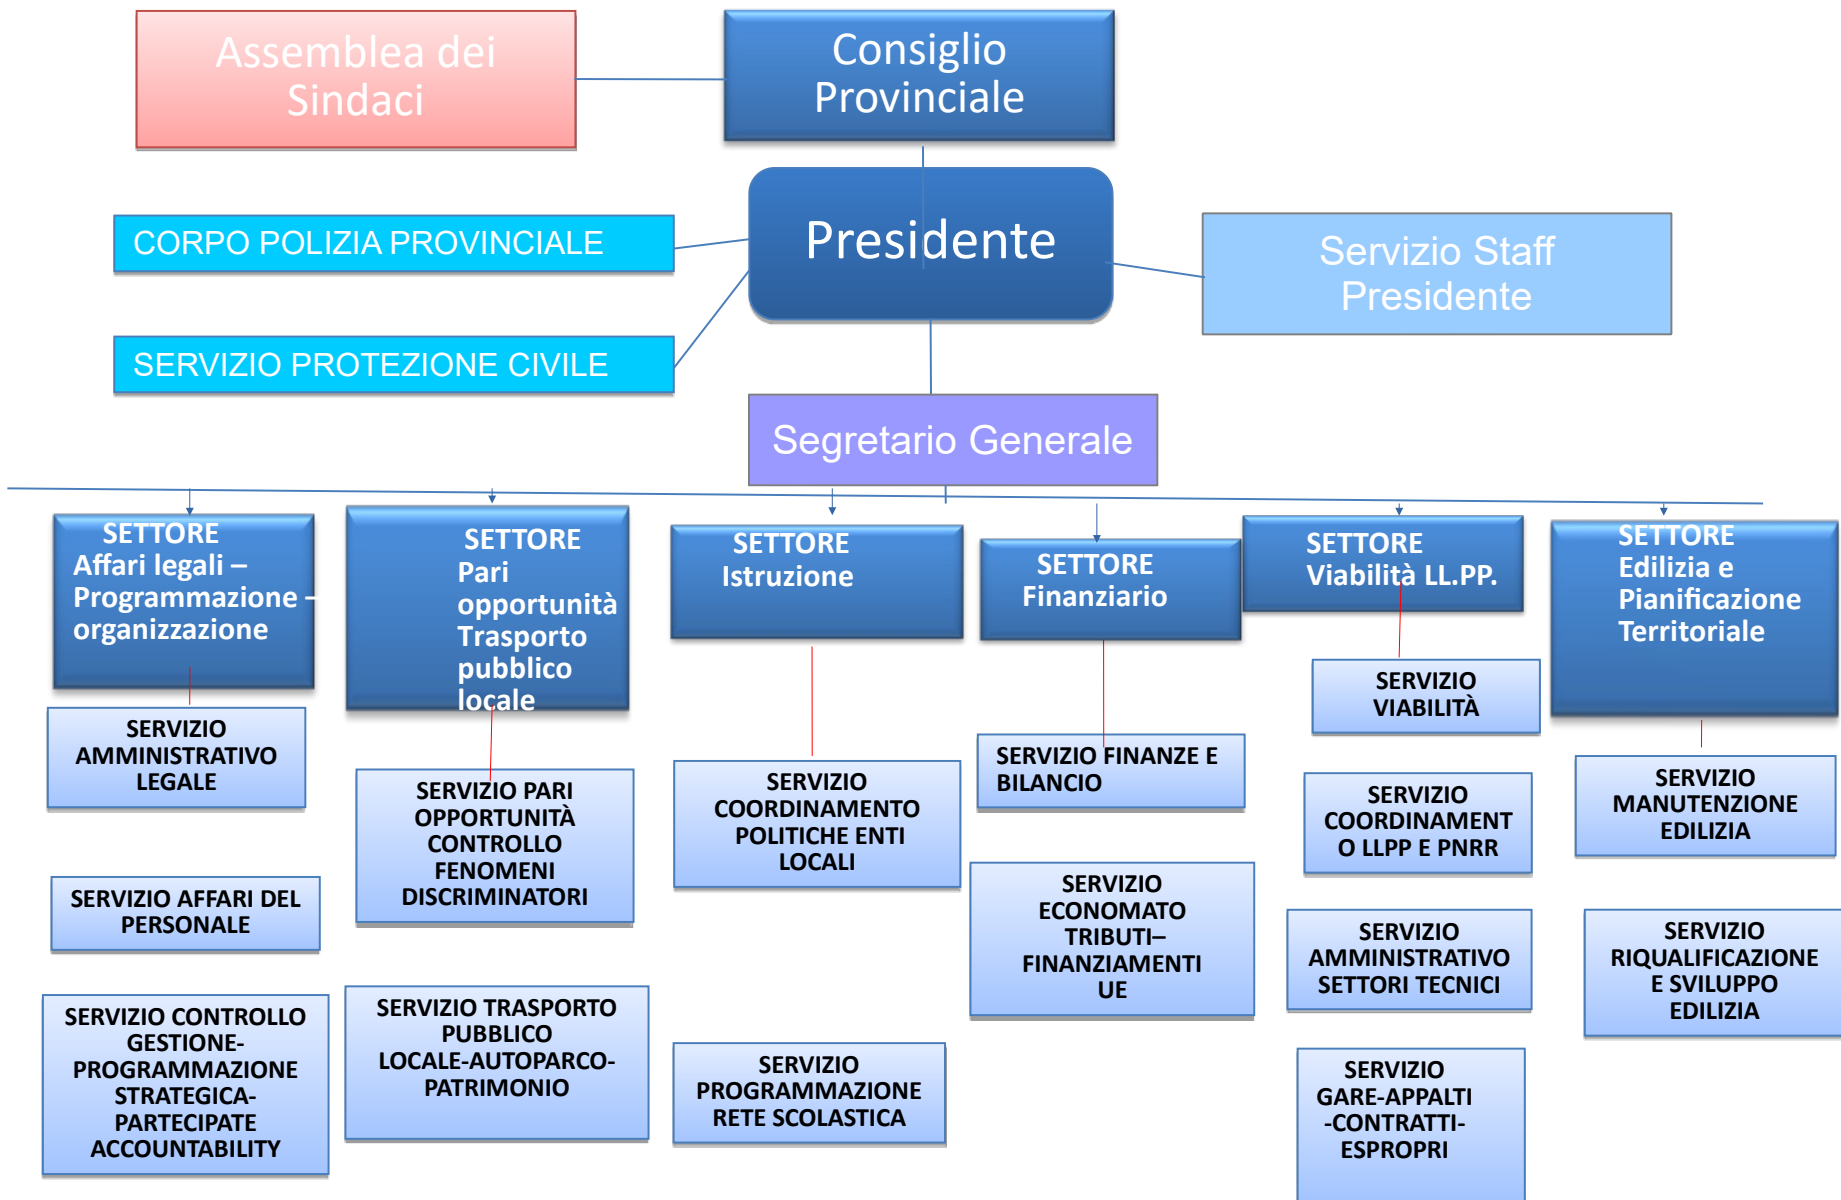 Assemblea dei
Sindaci
Consiglio
Provinciale
Presidente
CORPO POLIZIA PROVINCIALE
Servizio Staff
Presidente
SERVIZIO PROTEZIONE CIVILE
Segretario Generale
SETTORE
Affari legali –
Programmazione –
organizzazione
SERVIZIO
AMMINISTRATIVO
LEGALE
SERVIZIO AFFARI DEL
PERSONALE
SERVIZIO CONTROLLO
GESTIONE-
PROGRAMMAZIONE
STRATEGICA-
PARTECIPATE
ACCOUNTABILITY
SETTORE
Pari
opportunità
Trasporto
pubblico
locale
SERVIZIO PARI
OPPORTUNITÀ
CONTROLLO
FENOMENI
DISCRIMINATORI
SERVIZIO TRASPORTO
PUBBLICO
LOCALE-AUTOPARCO-
PATRIMONIO
SETTORE
Istruzione
SERVIZIO
COORDINAMENTO
POLITICHE ENTI
LOCALI
SERVIZIO
PROGRAMMAZIONE
RETE SCOLASTICA
SETTORE
Finanziario
SERVIZIO FINANZE E
BILANCIO
SERVIZIO
ECONOMATO
TRIBUTI–
FINANZIAMENTI
UE
SETTORE
Viabilità LL.PP.
SERVIZIO
VIABILITÀ
SERVIZIO
COORDINAMENT
O LLPP E PNRR
SERVIZIO
AMMINISTRATIVO
SETTORI TECNICI
SERVIZIO
GARE-APPALTI
-CONTRATTI-
ESPROPRI
SETTORE
Edilizia e
Pianificazione
Territoriale
SERVIZIO
MANUTENZIONE
EDILIZIA
SERVIZIO
RIQUALIFICAZIONE
E SVILUPPO
EDILIZIA